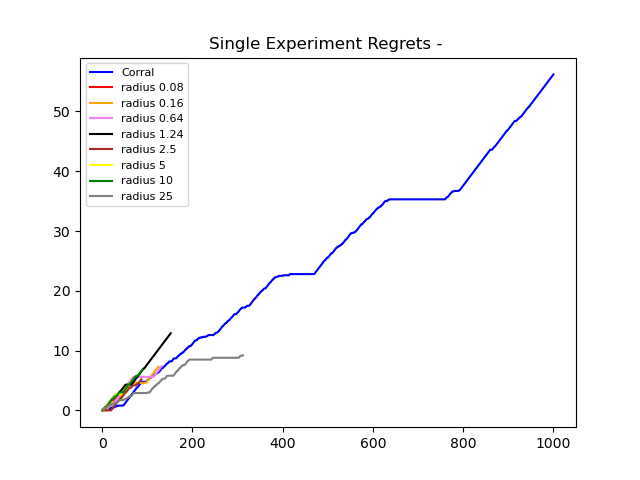 Single Experiment Regrets -
Corral
radius 0.08
radius 0.16
radius 0.64
radius 1.24
radius 2.5
radius 5
radius 10
radius 25
50
40
30
20
10
0
0 200 400 600 800 1000